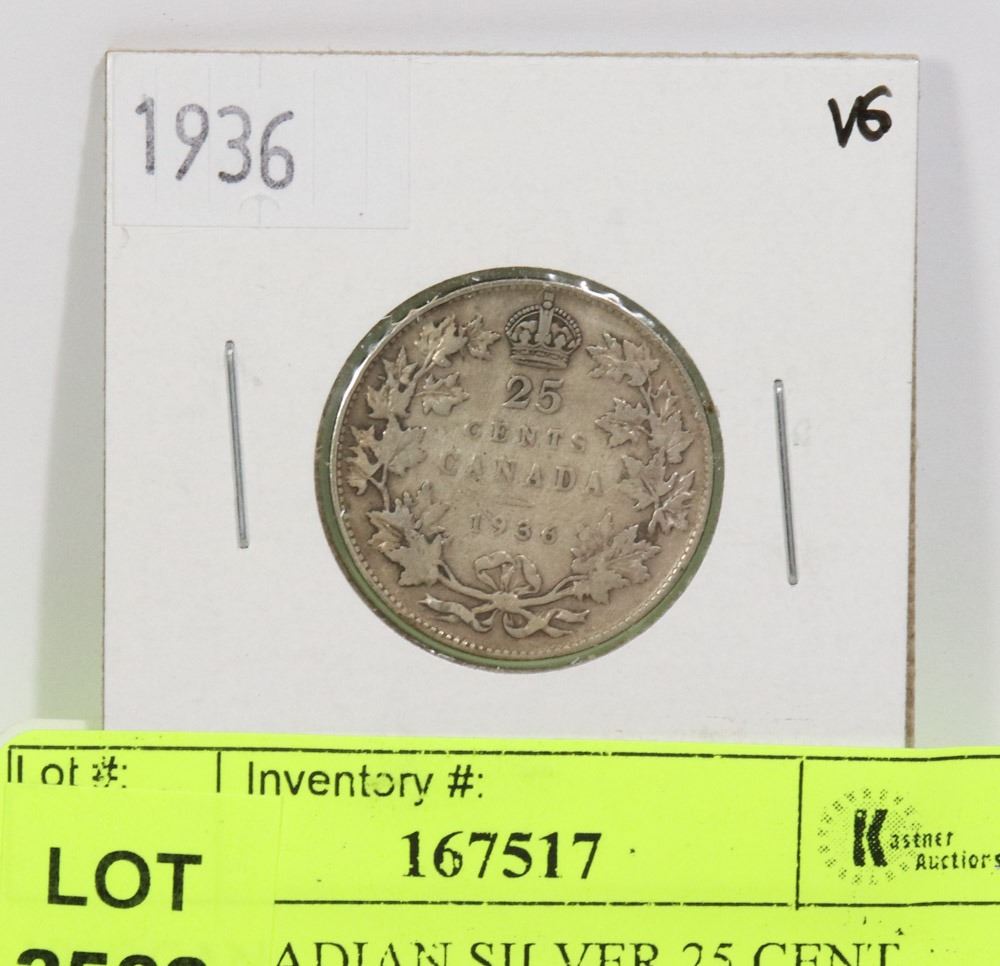 1936
VG
25
CENTS
CANADA
1936
Lot #:
Inventory #:
167517
Kastner
Auctions
LOT
ADIAN SILVER 25 CENT